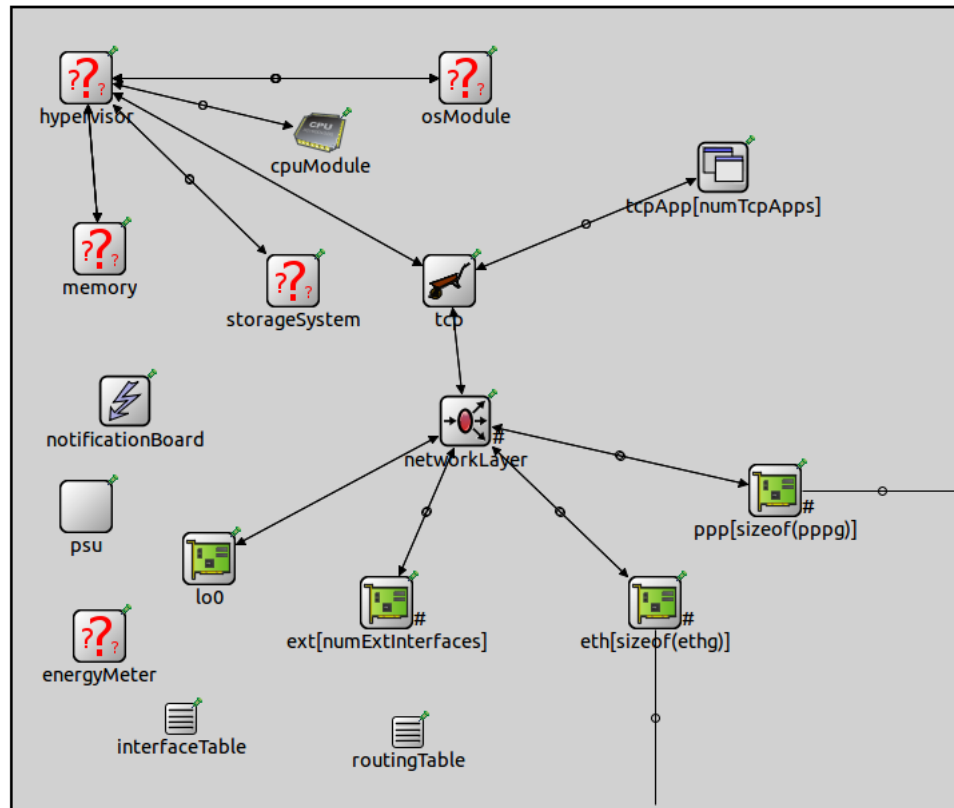 hypervisor
osModule
CPU
cpuModule
tcpApp[numTcpApps]
memory
storageSystem
tcp
notificationBoard
#
networkLayer
#
ppp[sizeof(pppg)]
psu
lo0
#
ext[numExtInterfaces]
#
eth[sizeof(ethg)]
energyMeter
interfaceTable
routingTable